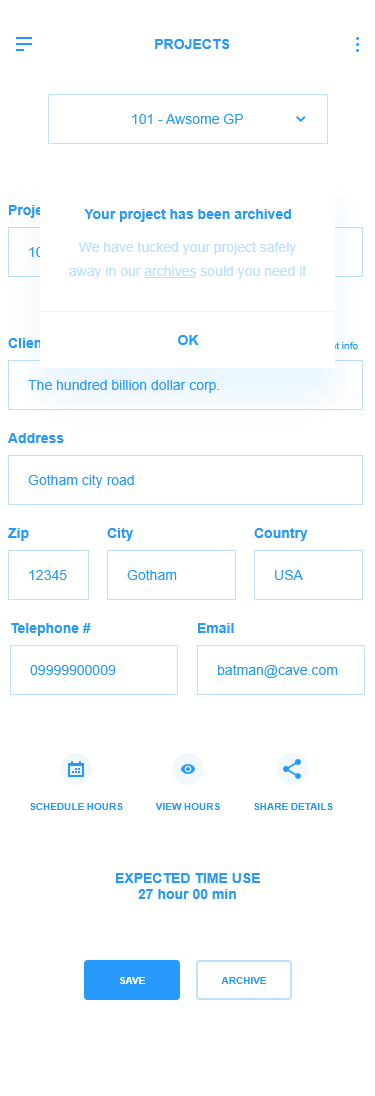 PROJECTS
101 - Awsome GP
Your project has been archived
We have tucked your project safely
away in our archives sould you need it
OK
info
The hundred billion dollar corp.
Address
Gotham city road
Zip City Country
12345 Gotham USA
Telephone # Email
09999900009 batman@cave.com
SCHEDULE HOURS VIEW HOURS SHARE DETAILS
EXPECTED TIME USE
27 hour 00 min
SAVE ARCHIVE